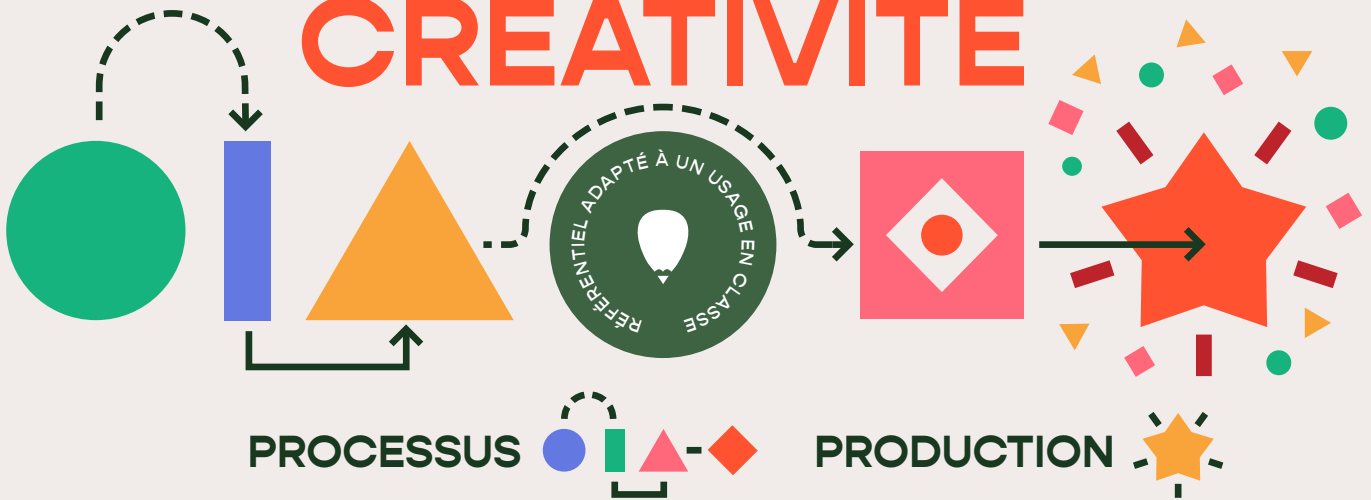 CREATIVITE
RÉFÉRENTIEL ADAPTÉ À UN USAGE EN CLASSE
PROCESSUS
PRODUCTION